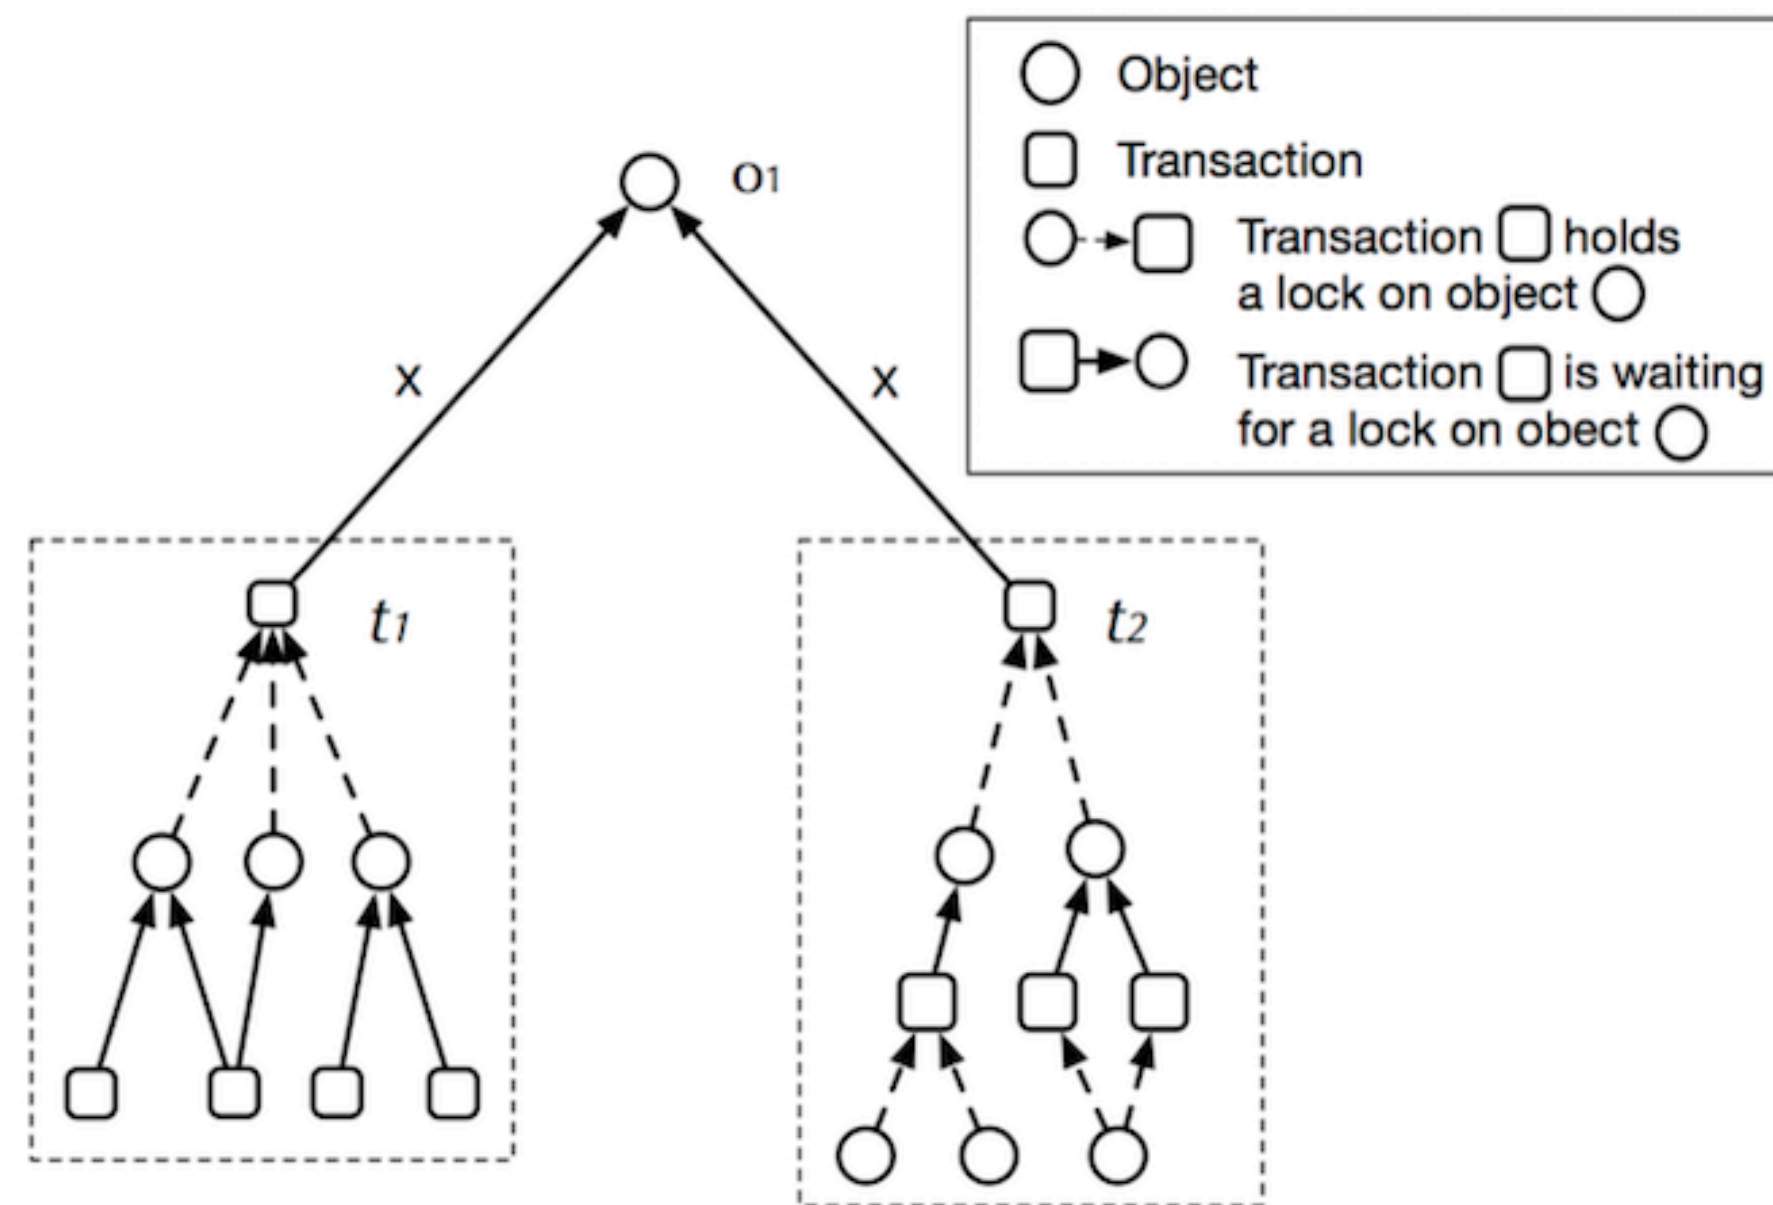 Object
Transaction
Transaction holds
a lock on object
Transaction is waiting
for a lock on obect
O1
X
X
t1
t2